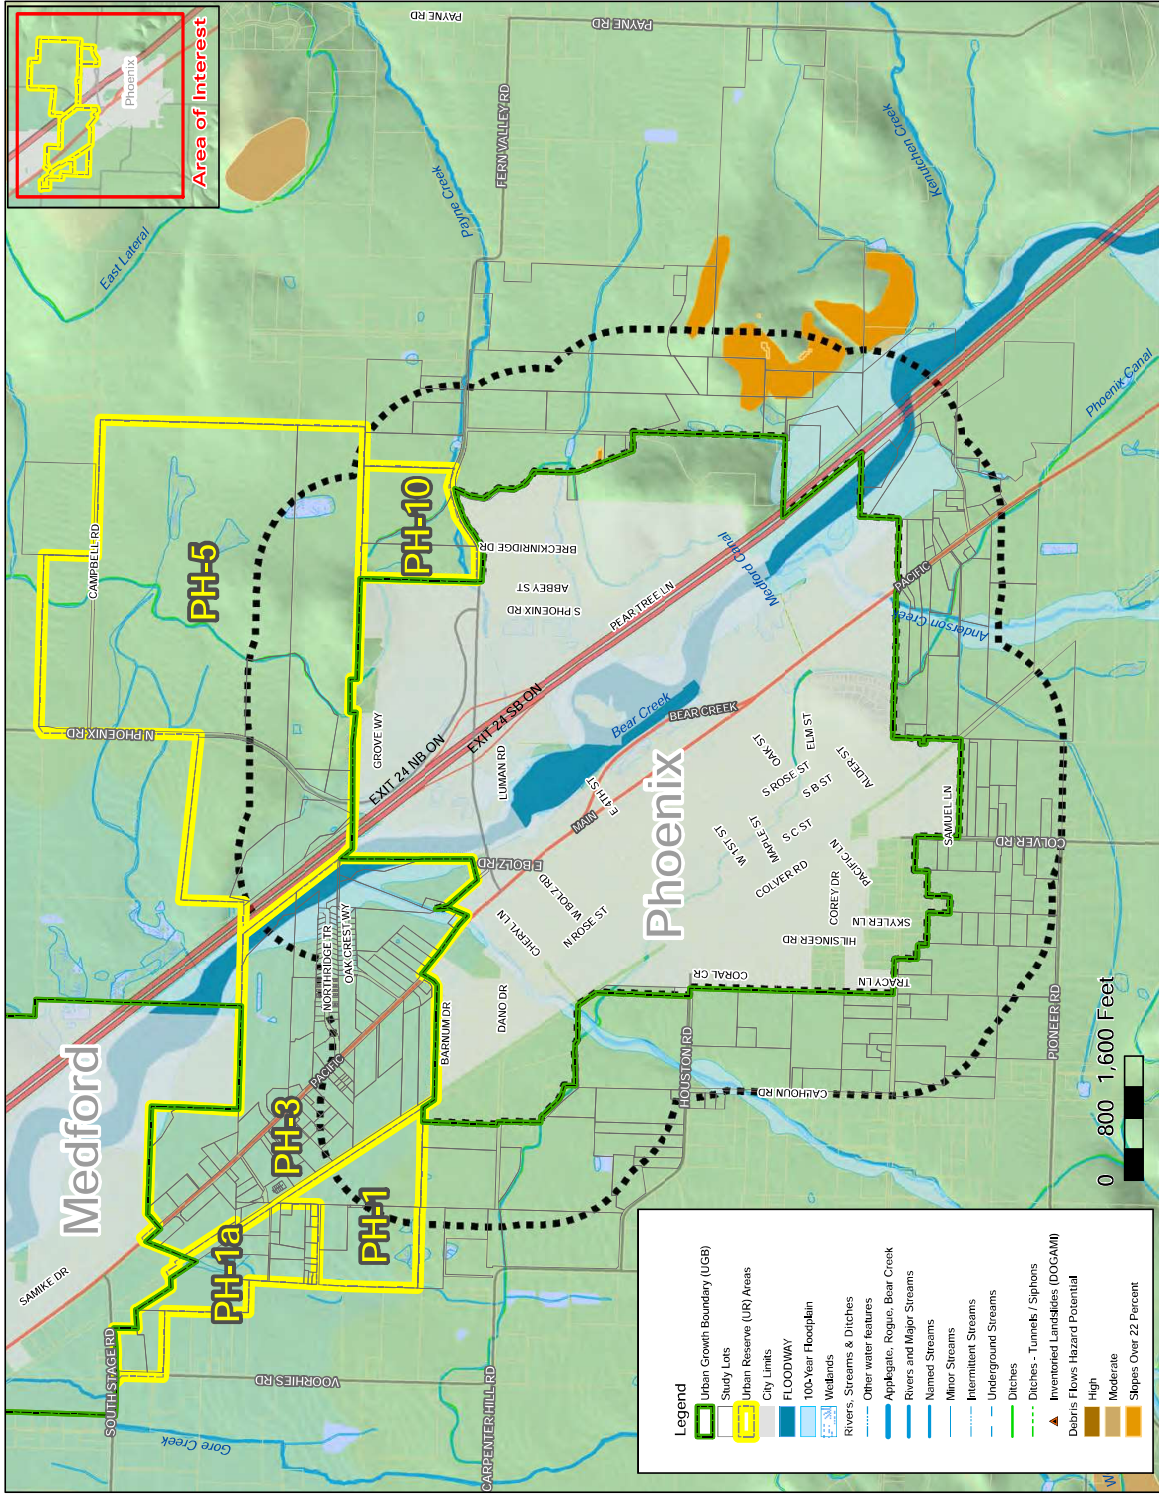 Phoenix
Area of Interest
PAYNE RD
PAYNE RD
East Lateral
Payne Creek
FERN VALLEY RD
Kenutchen Creek
Phoenix Canal
CAMPBELL RD
PH-5
PH-10
BRECKINRIDGE DR
ABBEY ST
S PHOENIX RD
PEAR TREE LN
Medford Canal
PACIFIC
Anderson Creek
N PHOENIX RD
GROVE WY
EXIT 24 NB ON
EXIT 24 SB ON
LUMAN RD
Bear Creek
BEAR CREEK
E 4TH ST
MAIN
Phoenix
OAK ST
ELM ST
S ROSE ST
S B ST
ALDER ST
W 1ST ST
MAPLE ST
S C ST
PACIFIC LN
COLVER RD
COREY DR
SAMUEL LN
COLVER RD
SKYLER LN
HILSINGER RD
TRACY LN
CORAL CR
E BOLZ RD
W BOLZ RD
CHERYL LN
N ROSE ST
NORTHRIDGE TR
OAK CREST WY
BARNUM DR
DANO DR
PACIFIC
HOUSTON RD
CALHOUN RD
PIONEER RD
Medford
PH-3
PH-1
PH-1a
SAMIKE DR
SOUTH STAGE RD
VOORHIES RD
CARPENTER HILL RD
Gore Creek
0 800 1,600 Feet
Legend
Urban Growth Boundary (UGB)
Study Lots
Urban Reserve (UR) Areas
City Limits
FLOODWAY
100-Year Floodplain
Wetlands
Rivers, Streams & Ditches
Other water features
Applegate, Rogue, Bear Creek
Rivers and Major Streams
Named Streams
Minor Streams
Intermittent Streams
Underground Streams
Ditches
Ditches - Tunnels / Siphons
Inventoried Landslides (DOGAMI)
Debris Flows Hazard Potential
High
Moderate
Slopes Over 22 Percent